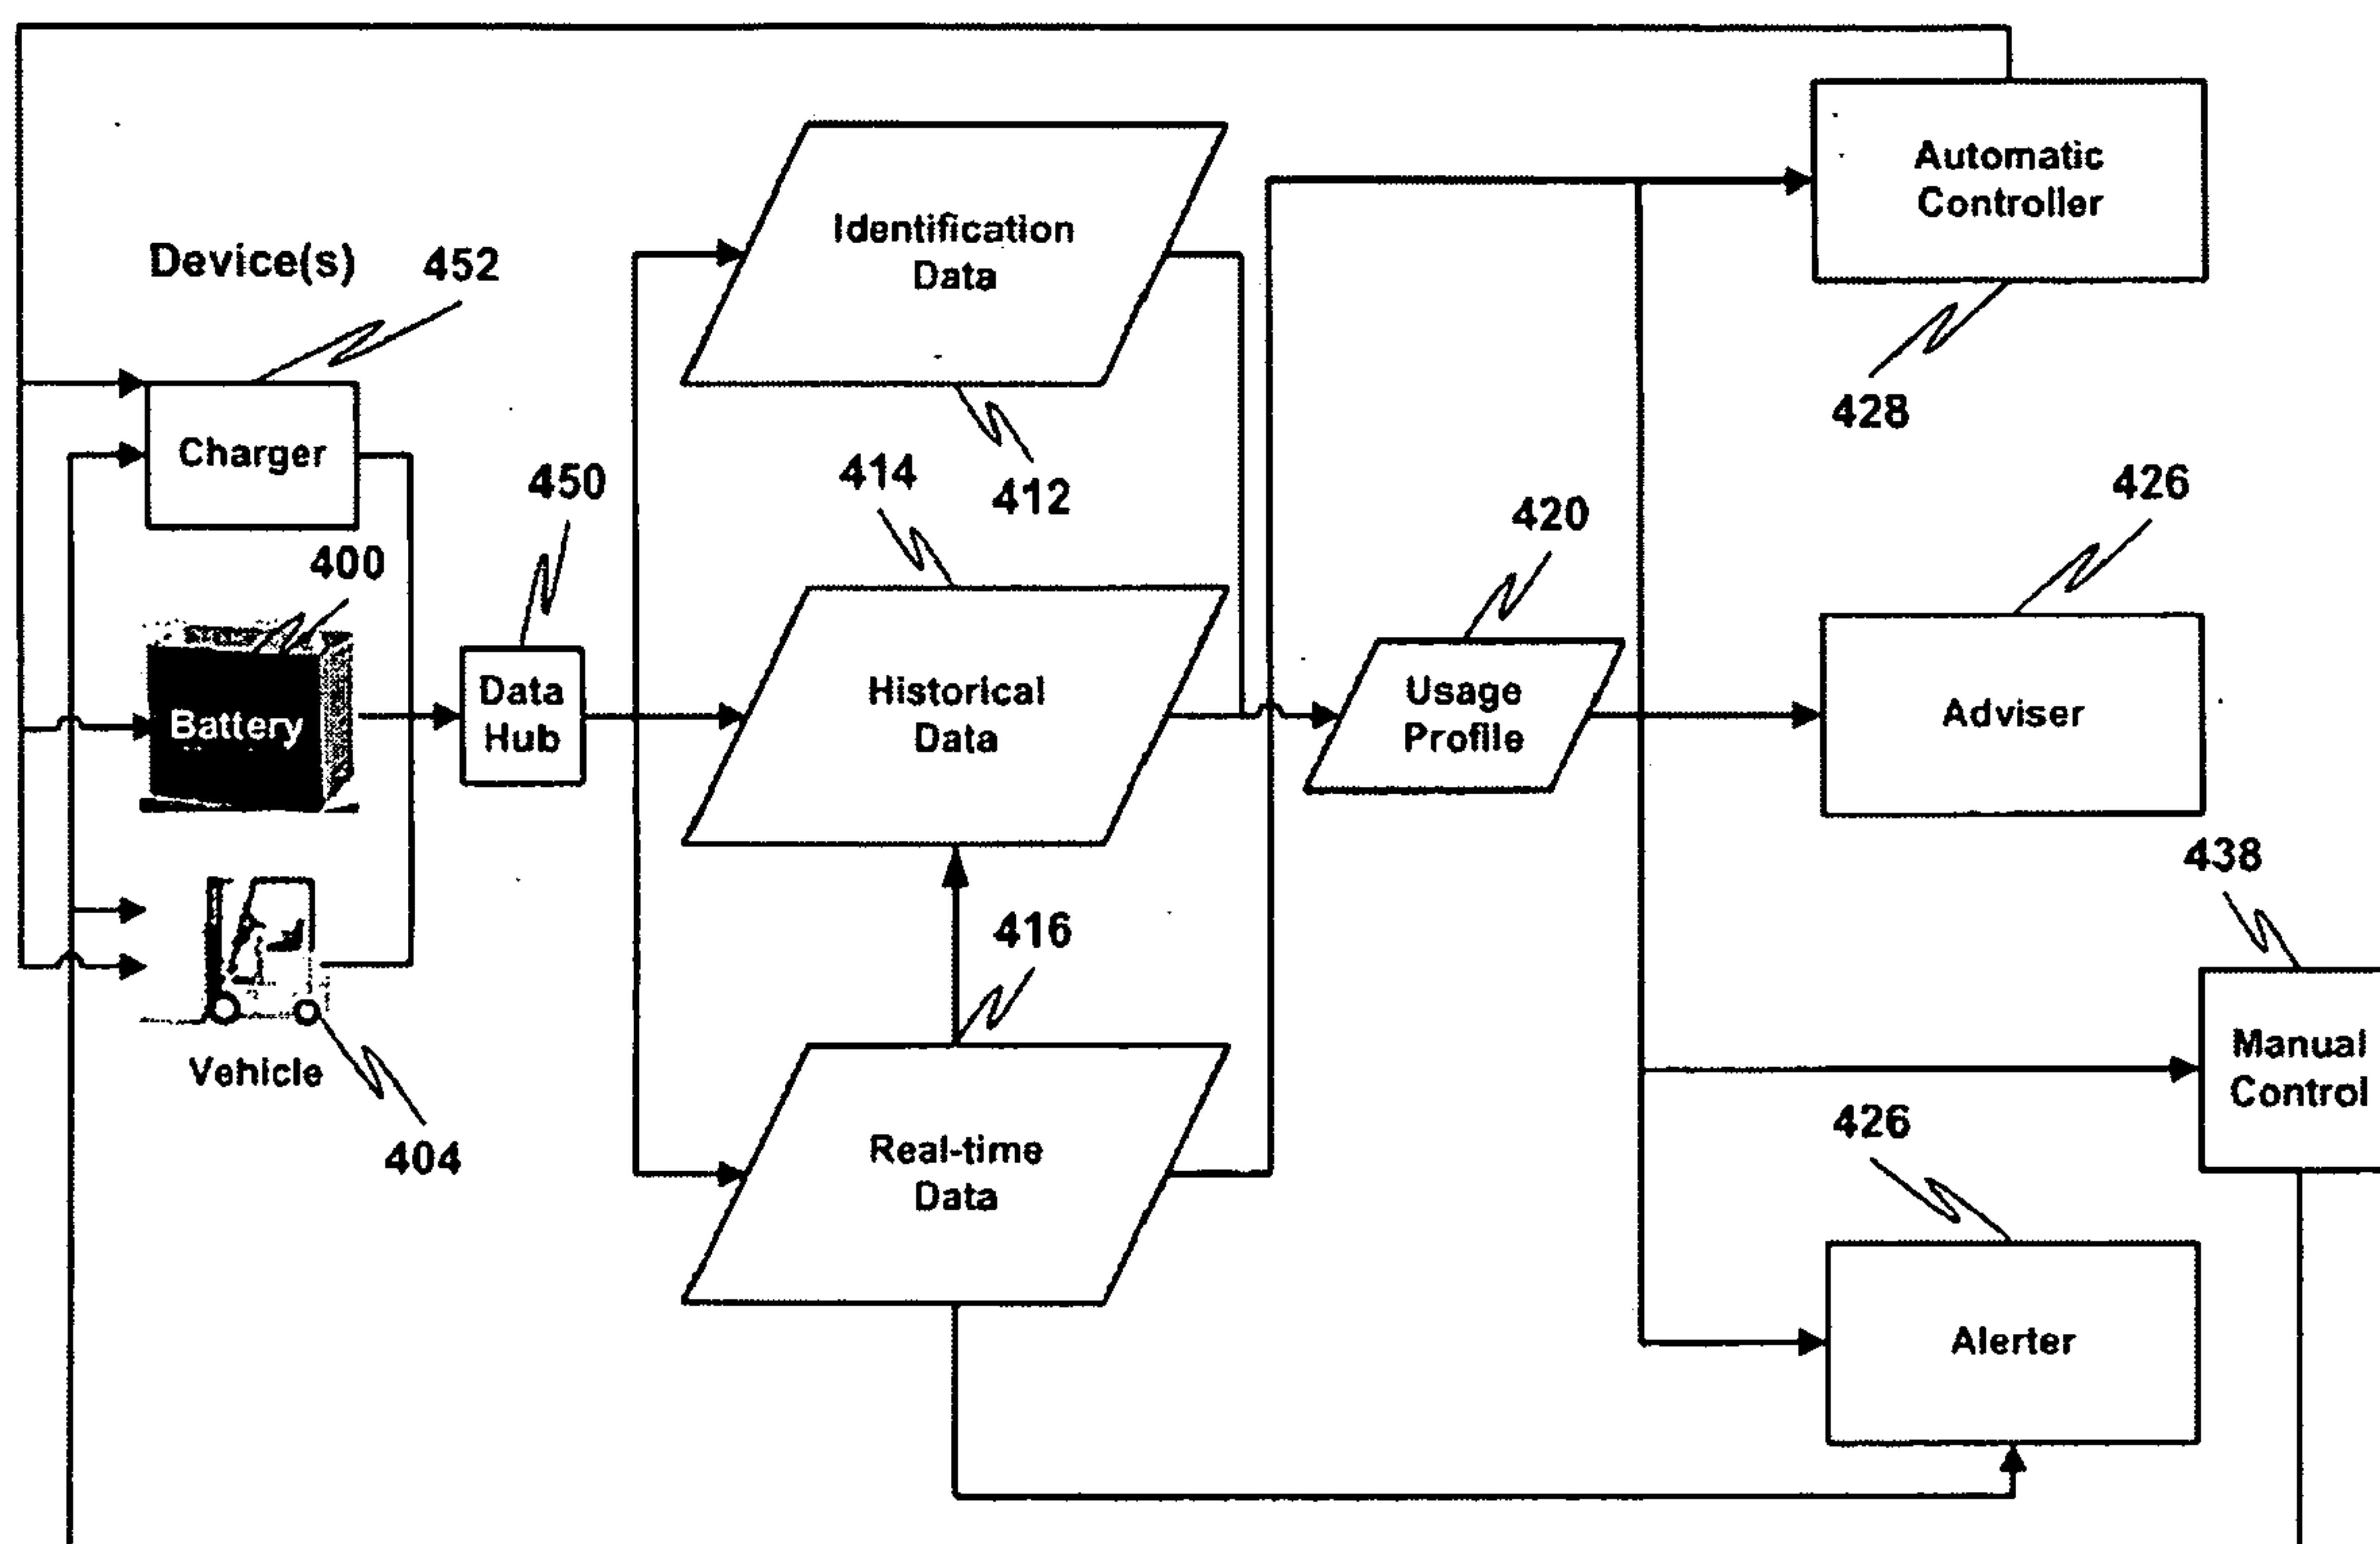 Device(s)
452
Charger
400
Battery
Vehicle
404
450
Data
Hub
Identification
Data
412
414
Historical
Data
416
Real-time
Data
420
Usage
Profile
Automatic
Controller
428
426
Adviser
438
Manual
Control
426
Alerter